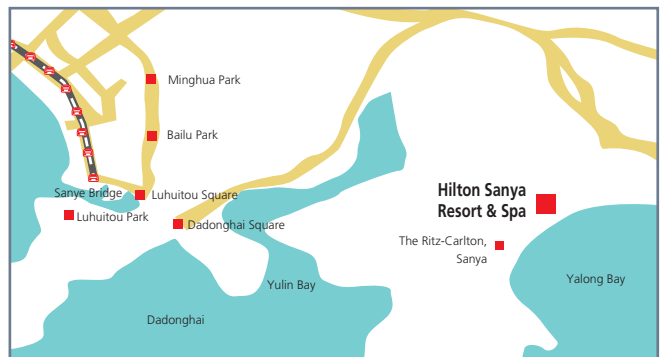 Minghua Park
Bailu Park
Sanye Bridge
Luhuitou Square
Luhuitou Park
Dadonghai Square
Hilton Sanya
Resort & Spa
The Ritz-Carlton,
Sanya
Yulin Bay
Yalong Bay
Dadonghai